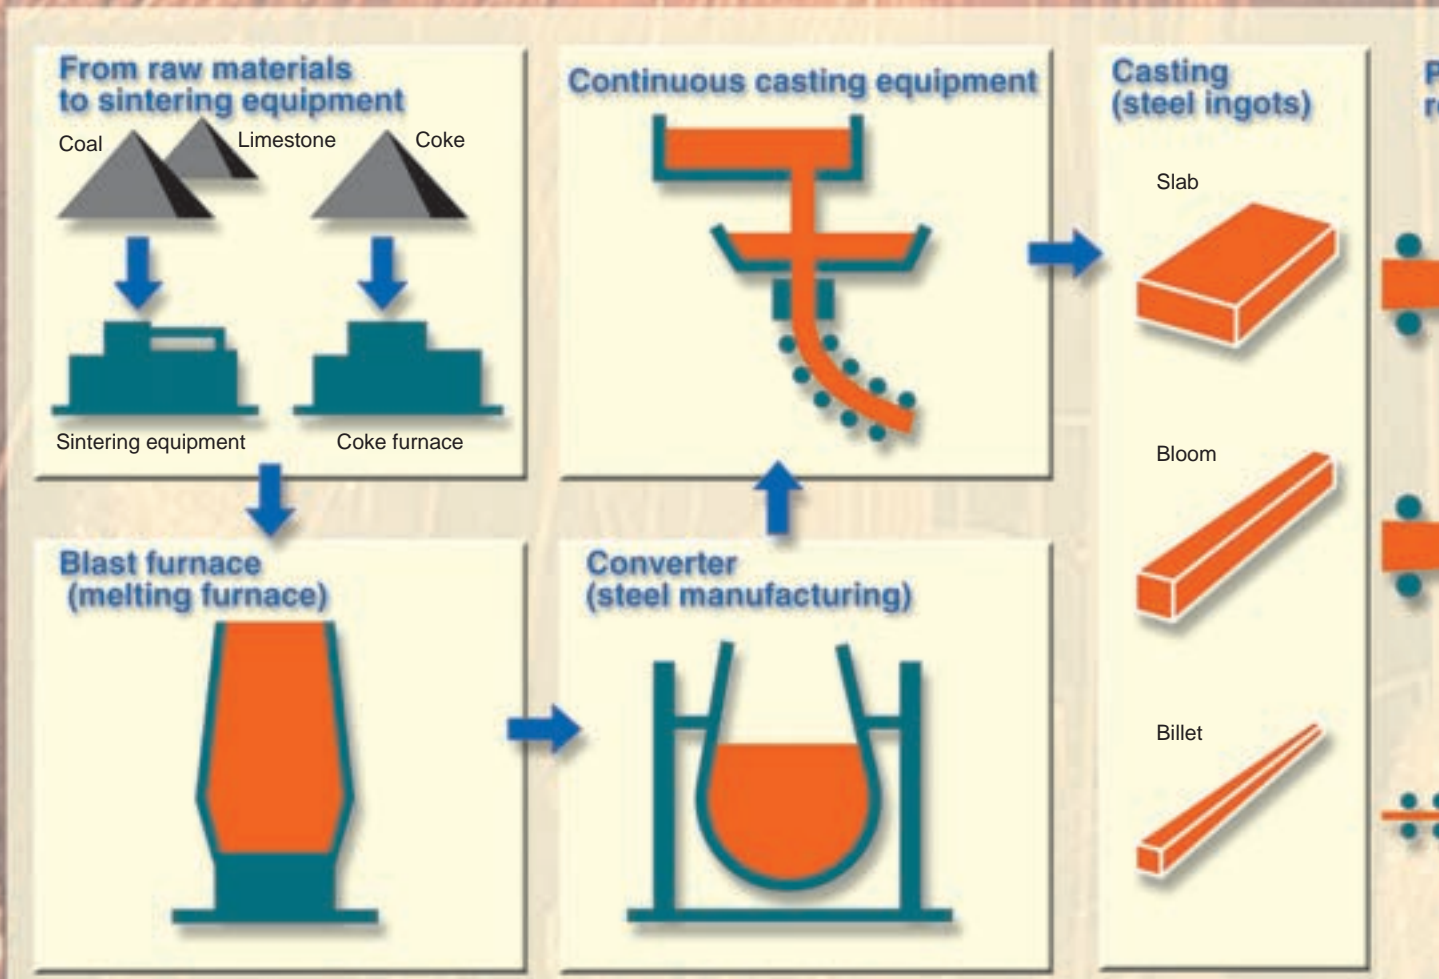 From raw materials
to sintering equipment
Coal
Limestone
Coke
Sintering equipment
Coke furnace
Blast furnace
(melting furnace)
Converter
(steel manufacturing)
Continuous casting equipment
Casting
(steel ingots)
Slab
Bloom
Billet